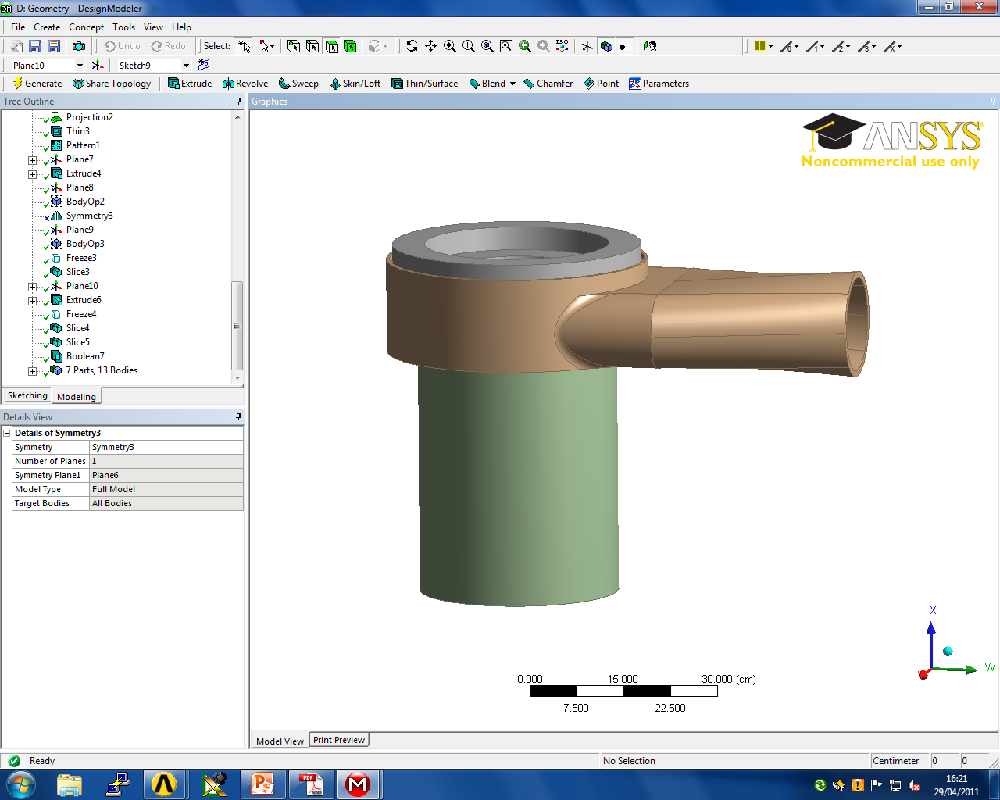 D: Geometry - DesignModeler
File Create Concept Tools View Help
Undo Redo Select: ISO
Plane10 Sketch9
Generate Share Topology Extrude Revolve Sweep Skin/Loft Thin/Surface Blend Chamfer Point Parameters
Tree Outline
Projection2
Thin3
Pattern1
Plane7
Extrude4
Plane8
BodyOp2
Symmetry3
Plane9
BodyOp3
Freeze3
Slice3
Plane10
Extrude6
Freeze4
Slice4
Slice5
Boolean7
7 Parts, 13 Bodies
Sketching Modeling
Details View
Details of Symmetry3
Symmetry Symmetry3
Number of Planes 1
Symmetry Plane1 Plane6
Model Type Full Model
Target Bodies All Bodies
Graphics
ANSYS
Noncommercial use only
X
W
0.000 15.000 30.000 (cm)
7.500 22.500
Model View Print Preview
Ready No Selection Centimeter 0 0
16:21
29/04/2011